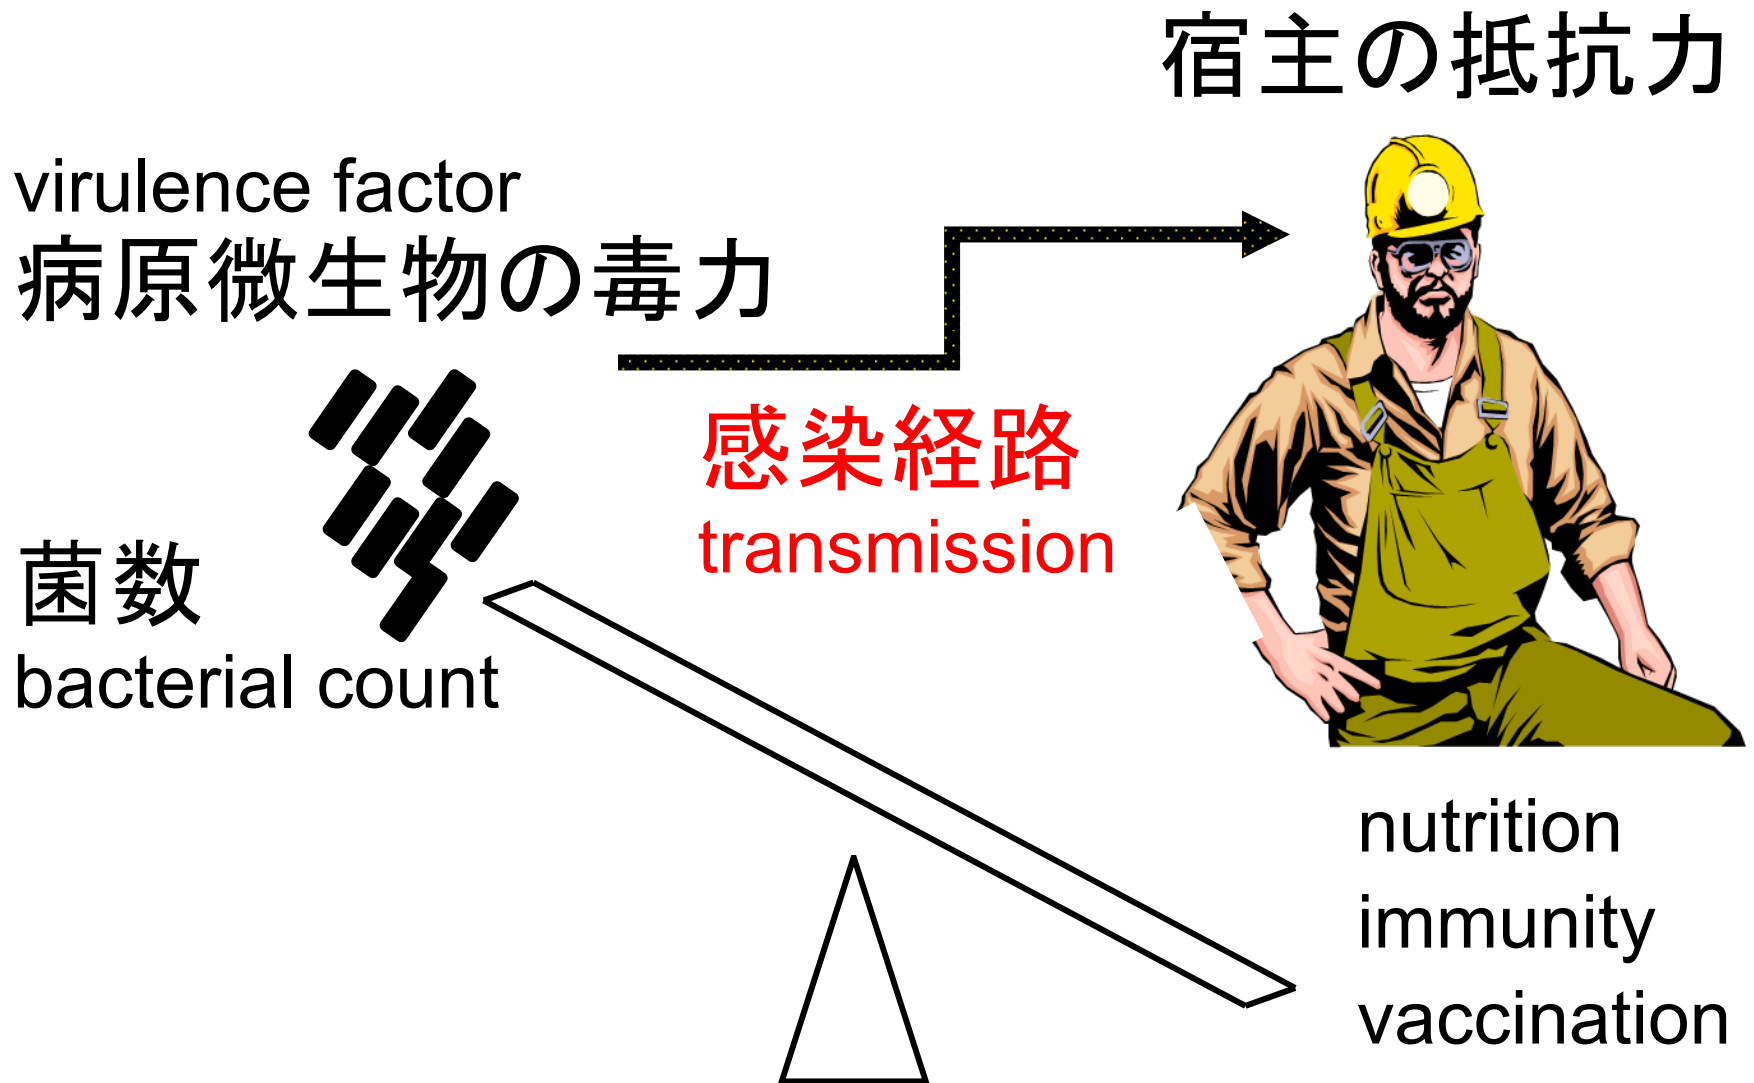 宿主の抵抗力
virulence factor
病原微生物の毒力
感染経路
transmission
菌数
bacterial count
nutrition
immunity
vaccination